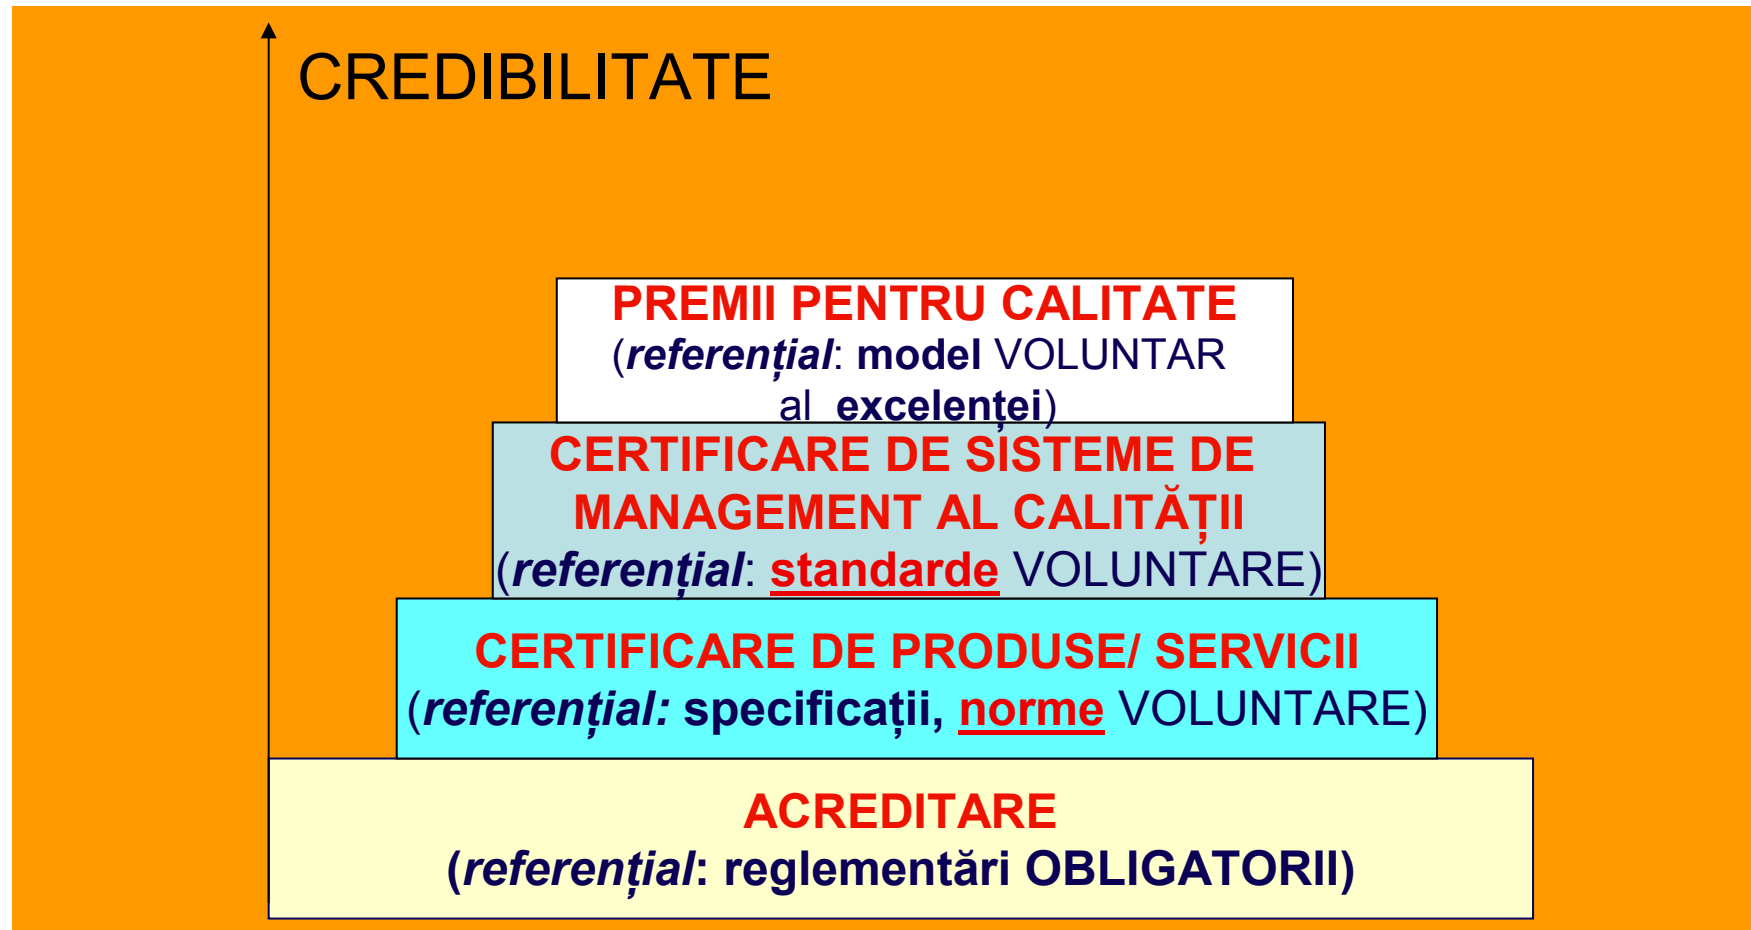 CREDIBILITATE
PREMII PENTRU CALITATE
(referențial: model VOLUNTAR
al excelenței)
CERTIFICARE DE SISTEME DE
MANAGEMENT AL CALITĂȚII
(referențial: standarde VOLUNTARE)
CERTIFICARE DE PRODUSE/ SERVICII
(referențial: specificații, norme VOLUNTARE)
ACREDITARE
(referențial: reglementări OBLIGATORII)